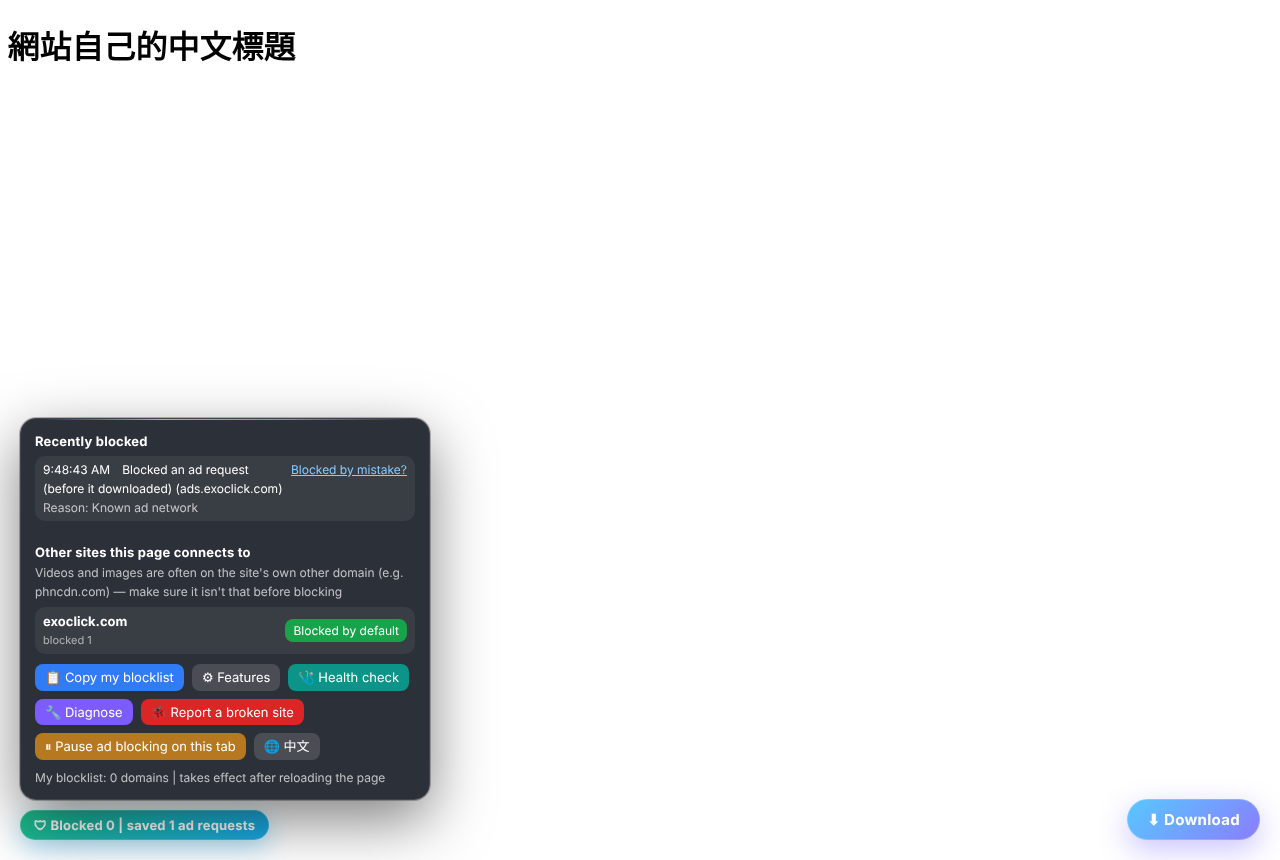 網站自己的中文標題
Recently blocked
9:48:43 AM Blocked an ad request Blocked by mistake?
(before it downloaded) (ads.exoclick.com)
Reason: Known ad network
Other sites this page connects to
Videos and images are often on the site's own other domain (e.g.
phncdn.com) — make sure it isn't that before blocking
exoclick.com
blocked 1
Blocked by default
📋 Copy my blocklist ⚙ Features 🩺 Health check
🔧 Diagnose 🐞 Report a broken site
⏸ Pause ad blocking on this tab 🌐 中文
My blocklist: 0 domains | takes effect after reloading the page
🛡 Blocked 0 | saved 1 ad requests
⬇ Download